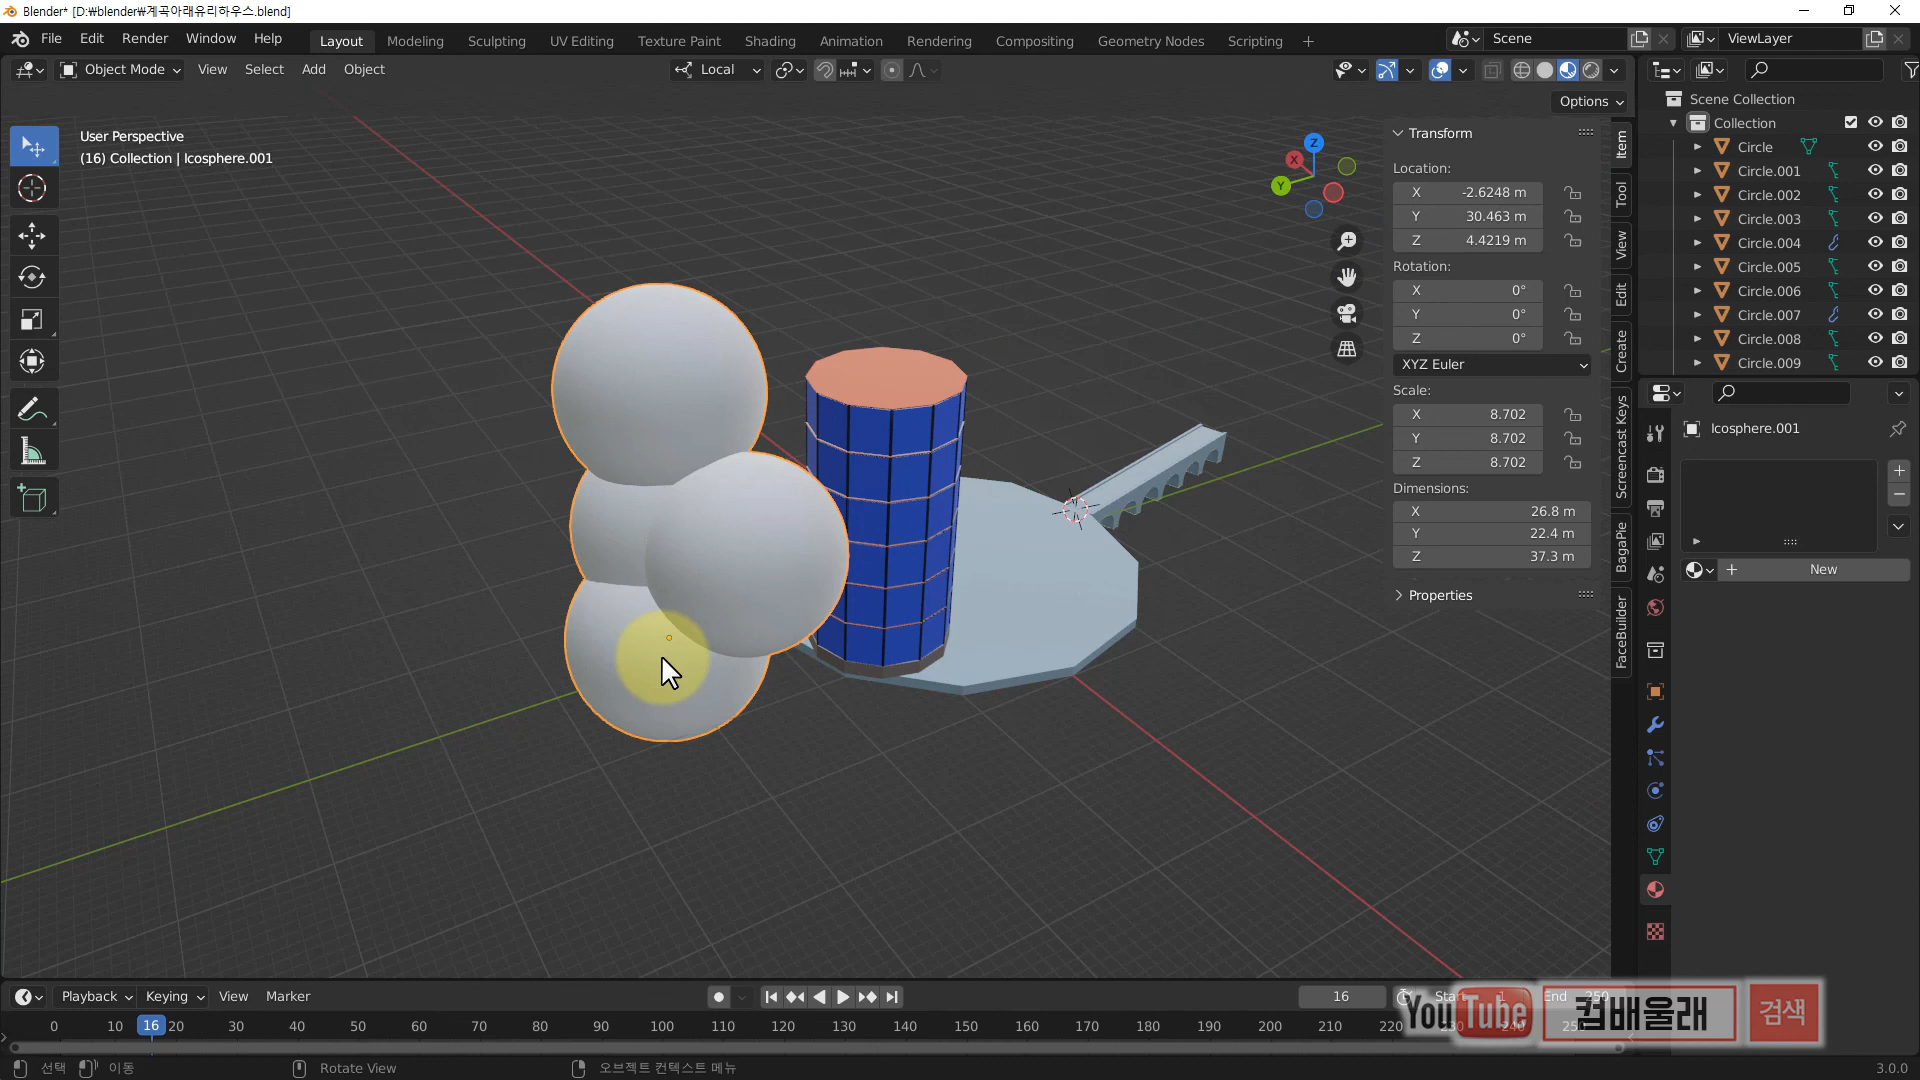 Blender* [D:₩blender₩계곡아래유리하우스.blend]
File Edit Render Window Help
Layout Modeling Sculpting UV Editing Texture Paint Shading Animation Rendering Compositing Geometry Nodes Scripting +
Scene
ViewLayer
Object Mode View Select Add Object
Local
Options
User Perspective
(16) Collection | Icosphere.001
X
Y
Z
Transform
Location:
X -2.6248 m
Y 30.463 m
Z 4.4219 m
Rotation:
X 0°
Y 0°
Z 0°
XYZ Euler
Scale:
X 8.702
Y 8.702
Z 8.702
Dimensions:
X 26.8 m
Y 22.4 m
Z 37.3 m
Properties
Item
Tool
View
Edit
Create
Screencast Keys
BagaPie
FaceBuilder
Scene Collection
Collection
Circle
Circle.001
Circle.002
Circle.003
Circle.004
Circle.005
Circle.006
Circle.007
Circle.008
Circle.009
Icosphere.001
New
Playback Keying View Marker
16
Start 1
End 250
0 10 16 20 30 40 50 60 70 80 90 100 110 120 130 140 150 160 170 180 190 200 210 220 230 240 250
YouTube 컴배울래 검색
선택 이동 Rotate View 오브젝트 컨텍스트 메뉴
3.0.0